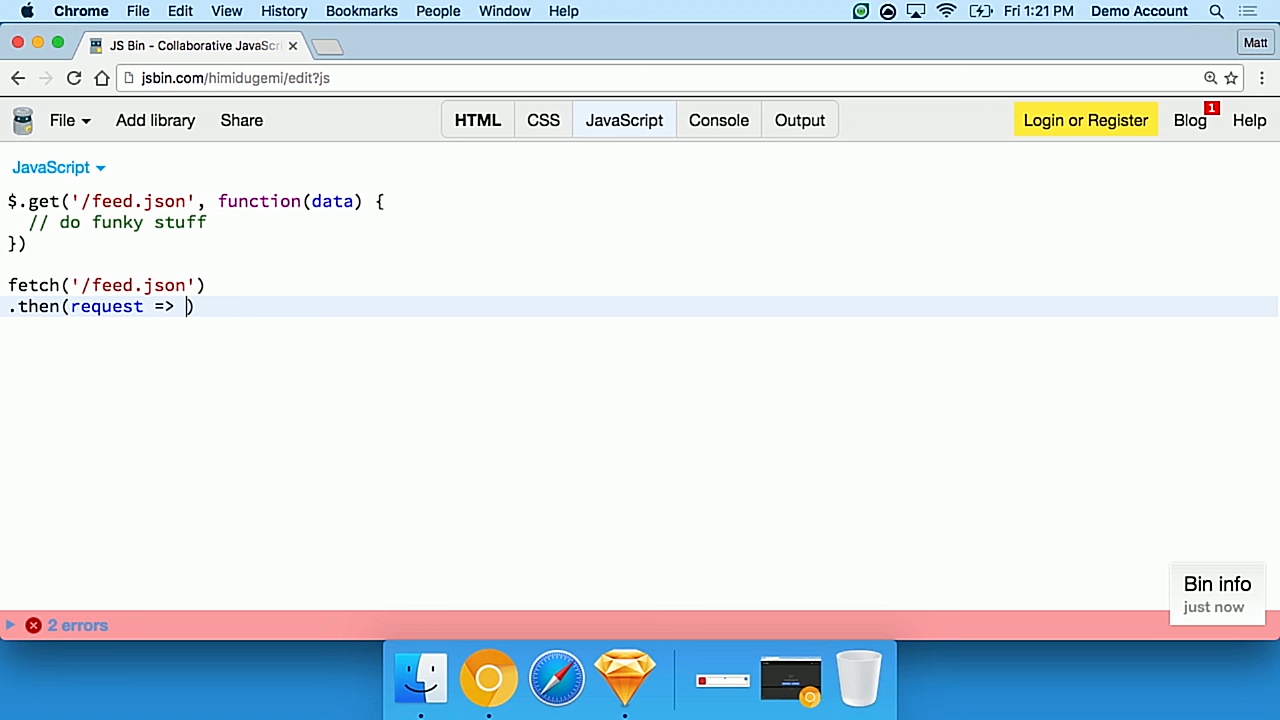 Chrome File Edit View History Bookmarks People Window Help Fri 1:21 PM Demo Account
JS Bin - Collaborative JavaScri Matt
jsbin.com/himidugemi/edit?js
File Add library Share HTML CSS JavaScript Console Output Login or Register Blog 1 Help
JavaScript
$.get('/feed.json', function(data) {
// do funky stuff
})
fetch('/feed.json')
.then(request => )
Bin info
just now
2 errors